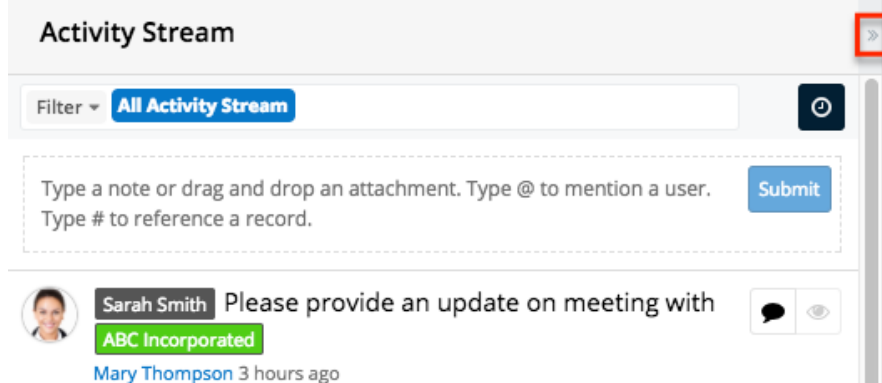 Activity Stream
»
Filter All Activity Stream
Type a note or drag and drop an attachment. Type @ to mention a user. Submit
Type # to reference a record.
Sarah Smith Please provide an update on meeting with
ABC Incorporated
Mary Thompson 3 hours ago